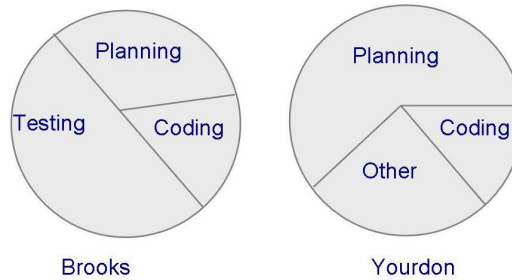 Planning
Testing
Coding
Brooks
Planning
Coding
Other
Yourdon